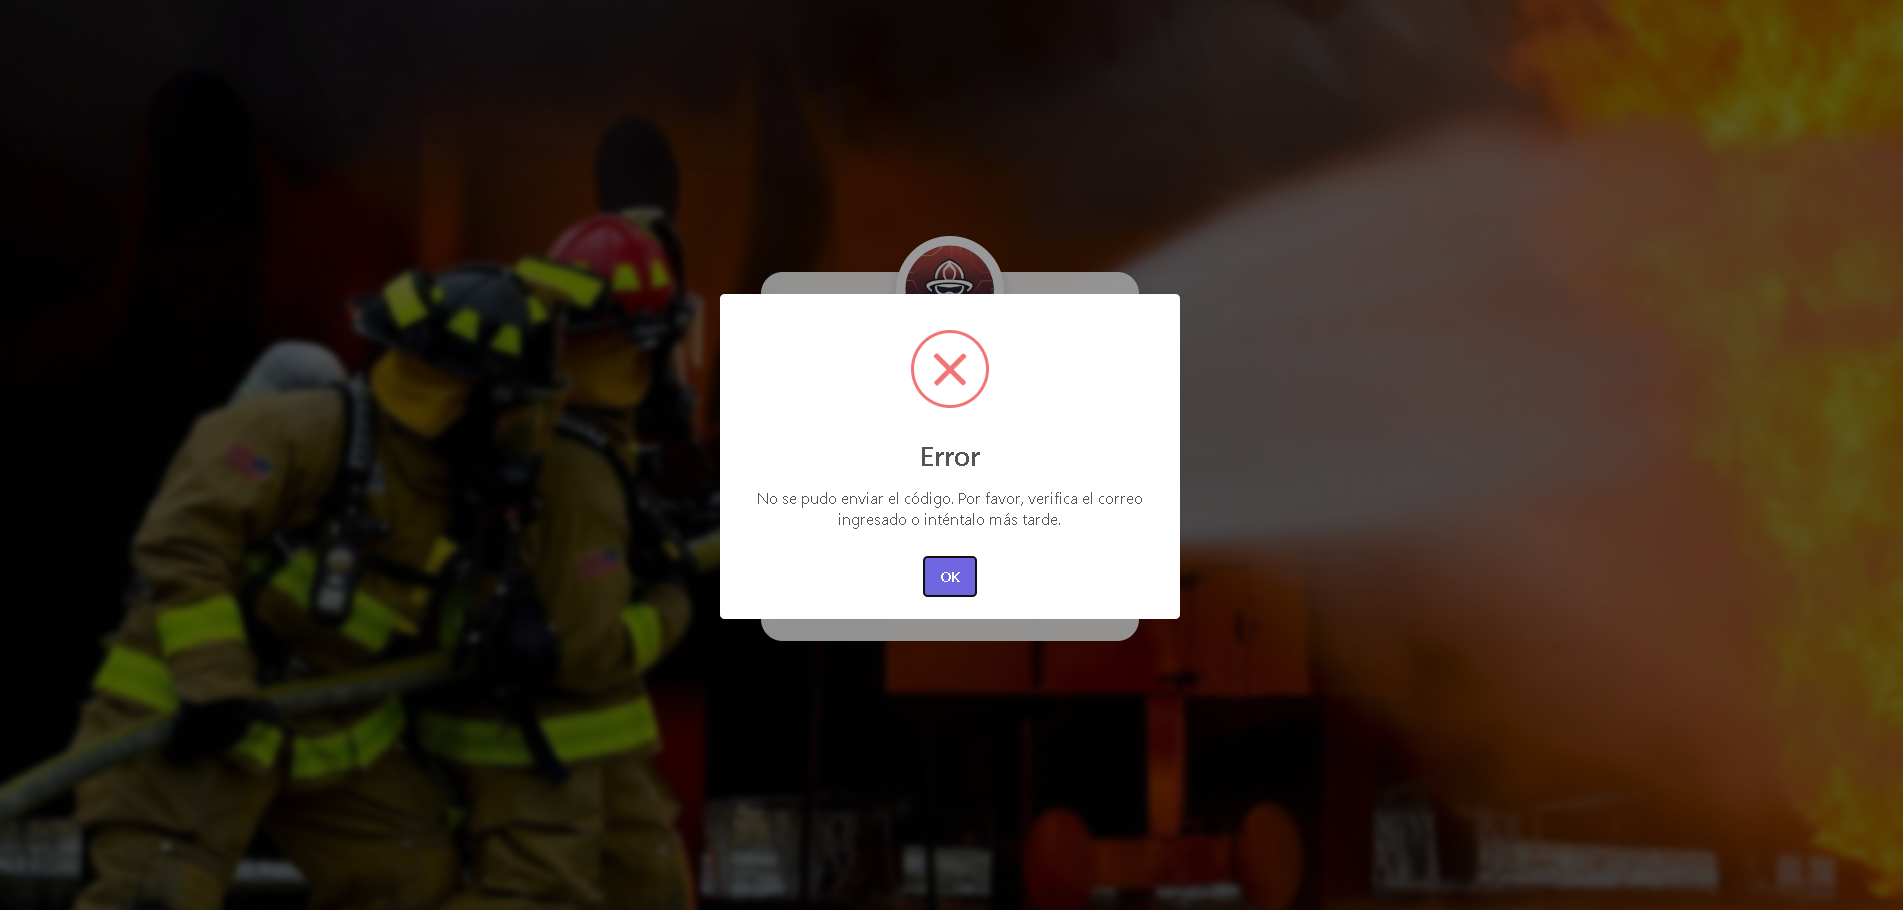 Error
No se pudo enviar el código. Por favor, verifica el correo
ingresado o inténtalo más tarde.
OK